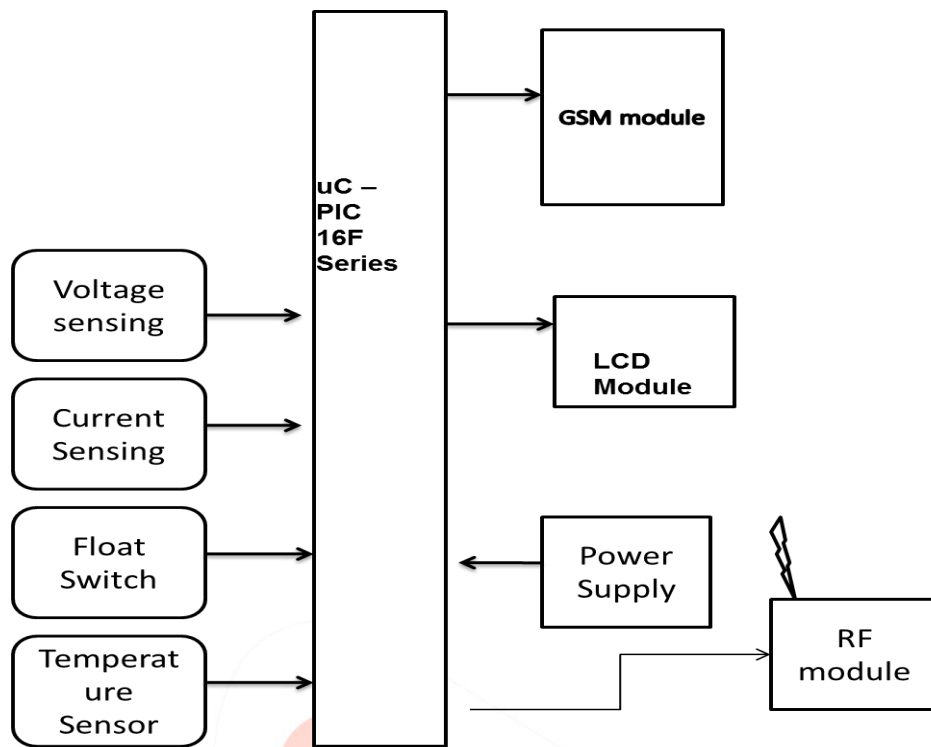 GSM module
uC –
PIC
16F
Series
Voltage
sensing
LCD
Module
Current
Sensing
Float
Switch
Power
Supply
Temperat
ure
Sensor
RF
module